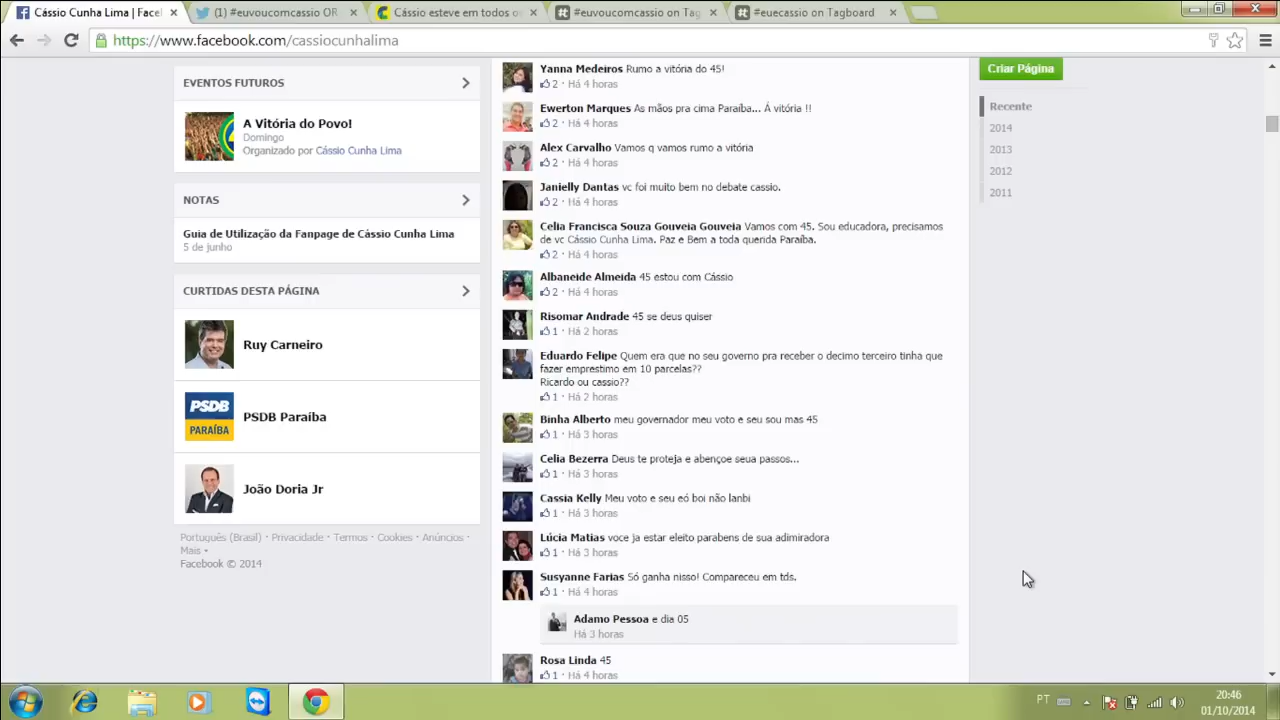 Cássio Cunha Lima | Facel
(1) #euvoucomcassio OR
Cássio esteve em todos o
#euvoucomcassio on Tag
#euecassio on Tagboard
https://www.facebook.com/cassiocunhalima
EVENTOS FUTUROS
A Vitória do Povo!
Domingo
Organizado por Cássio Cunha Lima
NOTAS
Guia de Utilização da Fanpage de Cássio Cunha Lima
5 de junho
CURTIDAS DESTA PÁGINA
Ruy Carneiro
PSDB
PARAÍBA
PSDB Paraíba
João Doria Jr
Português (Brasil) · Privacidade · Termos · Cookies · Anúncios ·
Mais
Facebook © 2014
Yanna Medeiros Rumo a vitória do 45!
2 · Há 4 horas
Ewerton Marques As mãos pra cima Paraíba... Á vitória !!
2 · Há 4 horas
Alex Carvalho Vamos q vamos rumo a vitória
2 · Há 4 horas
Janielly Dantas vc foi muito bem no debate cassio.
2 · Há 4 horas
Celia Francisca Souza Gouveia Gouveia Vamos com 45. Sou educadora, precisamos
de vc Cássio Cunha Lima. Paz e Bem a toda querida Paraíba.
2 · Há 4 horas
Albaneide Almeida 45 estou com Cássio
2 · Há 4 horas
Risomar Andrade 45 se deus quiser
1 · Há 2 horas
Eduardo Felipe Quem era que no seu governo pra receber o decimo terceiro tinha que
fazer emprestimo em 10 parcelas??
Ricardo ou cassio??
1 · Há 2 horas
Binha Alberto meu governador meu voto e seu sou mas 45
1 · Há 3 horas
Celia Bezerra Deus te proteja e abençoe seua passos...
1 · Há 3 horas
Cassia Kelly Meu voto e seu eó boi não lanbi
1 · Há 3 horas
Lúcia Matias voce ja estar eleito parabens de sua adimiradora
1 · Há 3 horas
Susyanne Farias Só ganha nisso! Compareceu em tds.
1 · Há 4 horas
Adamo Pessoa e dia 05
Há 3 horas
Rosa Linda 45
1 · Há 4 horas
Criar Página
Recente
2014
2013
2012
2011
PT
20:46
01/10/2014